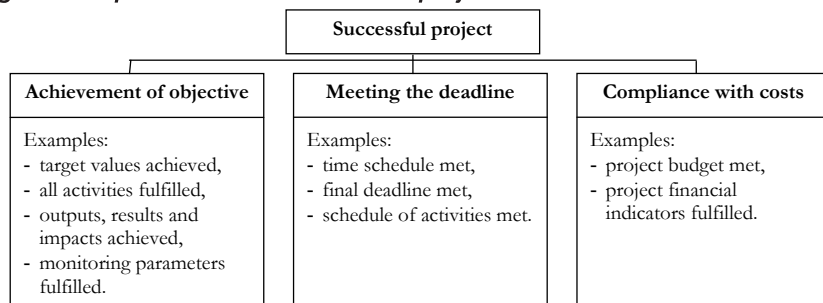 Successful project
Achievement of objective
Examples:
- target values achieved,
- all activities fulfilled,
- outputs, results and
impacts achieved,
- monitoring parameters
fulfilled.
Meeting the deadline
Examples:
- time schedule met,
- final deadline met,
- schedule of activities met.
Compliance with costs
Examples:
- project budget met,
- project financial
indicators fulfilled.